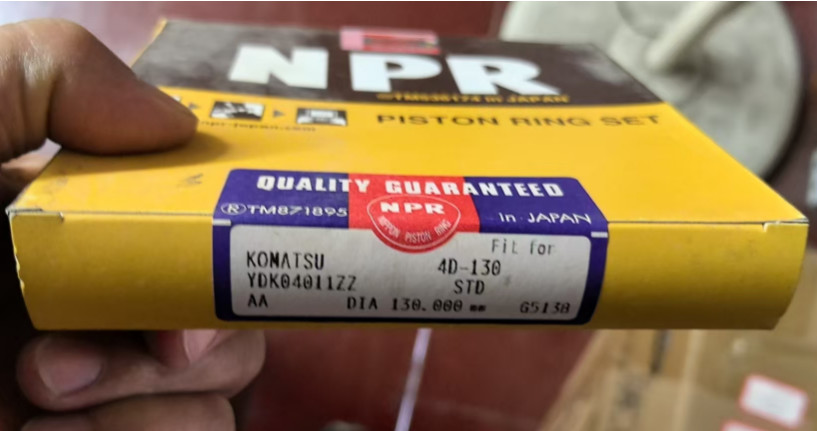 NPR
in JAPAN
PISTON RING SET
QUALITY GUARANTEED
®TM871895
NPR
NIPPON PISTON RING
in JAPAN
Fit for
KOMATSU 4D-130
YDK04011ZZ STD
AA DIA 130.000 mm G5138